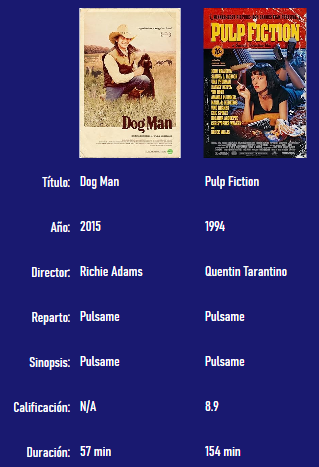 Dog Man
PULP FICTION
Título: Dog Man Pulp Fiction
Año: 2015 1994
Director: Richie Adams Quentin Tarantino
Reparto: Pulsame Pulsame
Sinopsis: Pulsame Pulsame
Calificación: N/A 8.9
Duración: 57 min 154 min